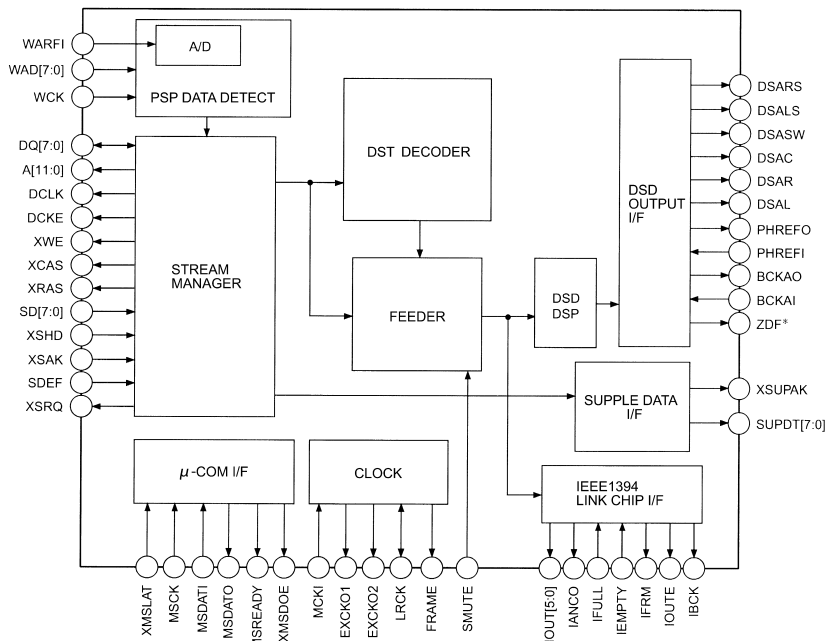 WARFI
WAD[7:0]
WCK
A/D
PSP DATA DETECT
DQ[7:0]
A[11:0]
DCLK
DCKE
XWE
XCAS
XRAS
SD[7:0]
XSHD
XSAK
SDEF
XSRQ
STREAM
MANAGER
DST DECODER
FEEDER
DSD
DSP
DSD
OUTPUT
I/F
DSARS
DSALS
DSASW
DSAC
DSAR
DSAL
PHREFO
PHREFI
BCKAO
BCKAI
ZDF*
SUPPLE DATA
I/F
XSUPAK
SUPDT[7:0]
μ-COM I/F
CLOCK
IEEE1394
LINK CHIP I/F
XMSLAT
MSCK
MSDATI
MSDATO
MSREADY
XMSDOE
MCKI
EXCKO1
EXCKO2
LRCK
FRAME
SMUTE
IOUT[5:0]
IANCO
IFULL
IEMPTY
IFRM
IOUTE
IBCK